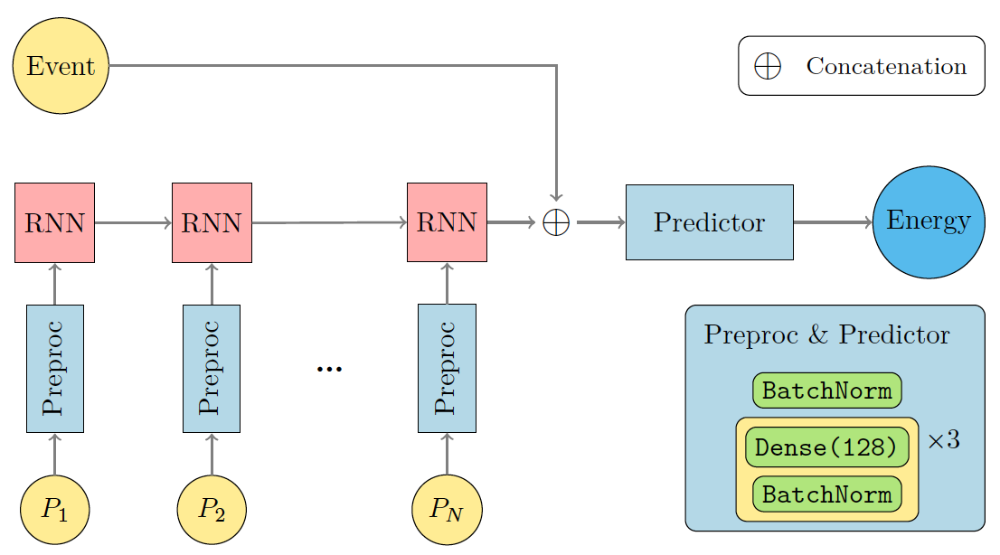 Event
⊕ Concatenation
RNN
RNN
RNN
⊕
Predictor
Energy
Preproc
Preproc
...
Preproc
P1
P2
PN
Preproc & Predictor
BatchNorm
Dense(128)
×3
BatchNorm